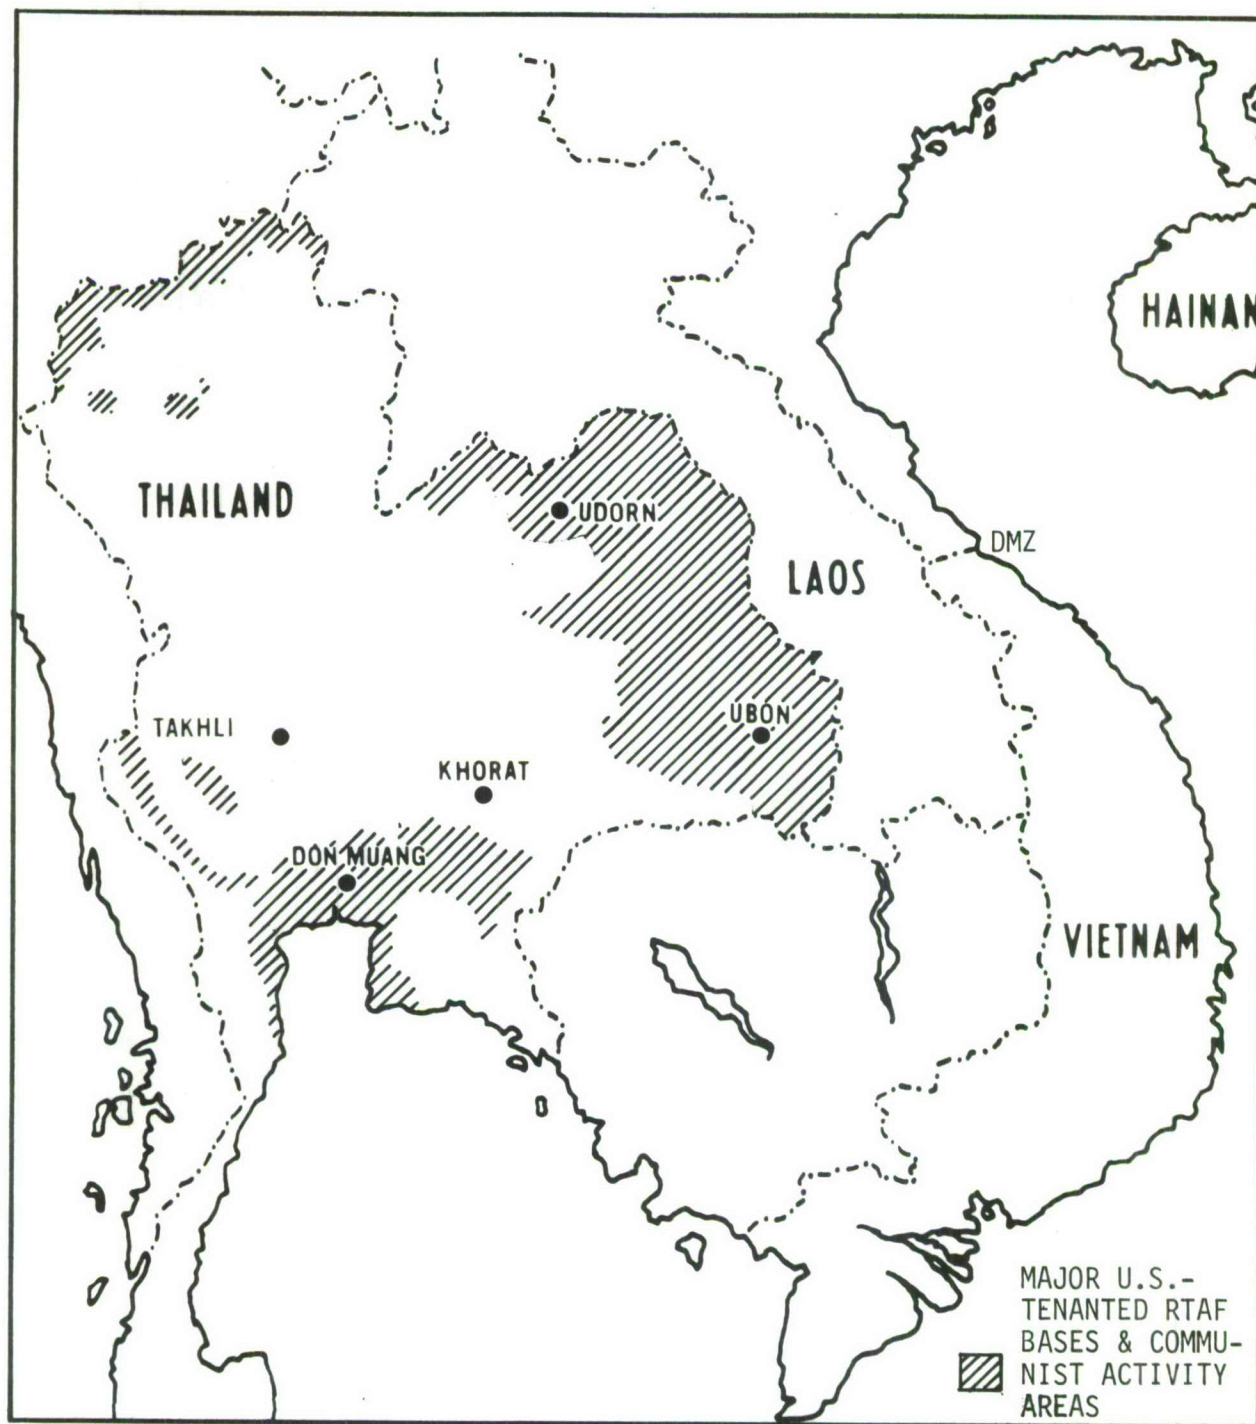 HAINAN
THAILAND
UDORN
DMZ
LAOS
TAKHLI
UBON
KHORAT
DON MUANG
VIETNAM
MAJOR U.S.-
TENANTED RTAF
BASES & COMMU-
NIST ACTIVITY
AREAS